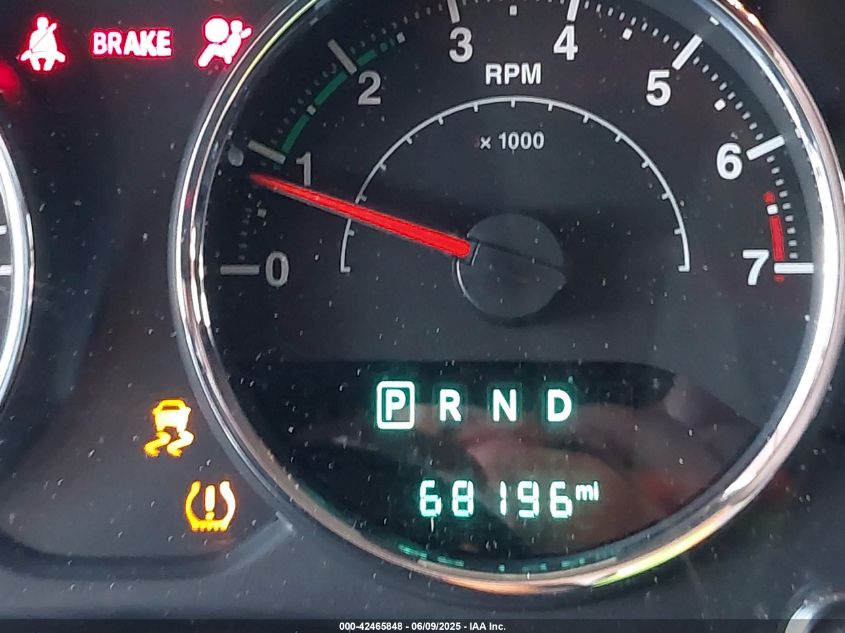 BRAKE
0 1 2 3 4 5 6 7
RPM
x 1000
P R N D
68196 mi
000-42465848 - 06/09/2025 - IAA Inc.